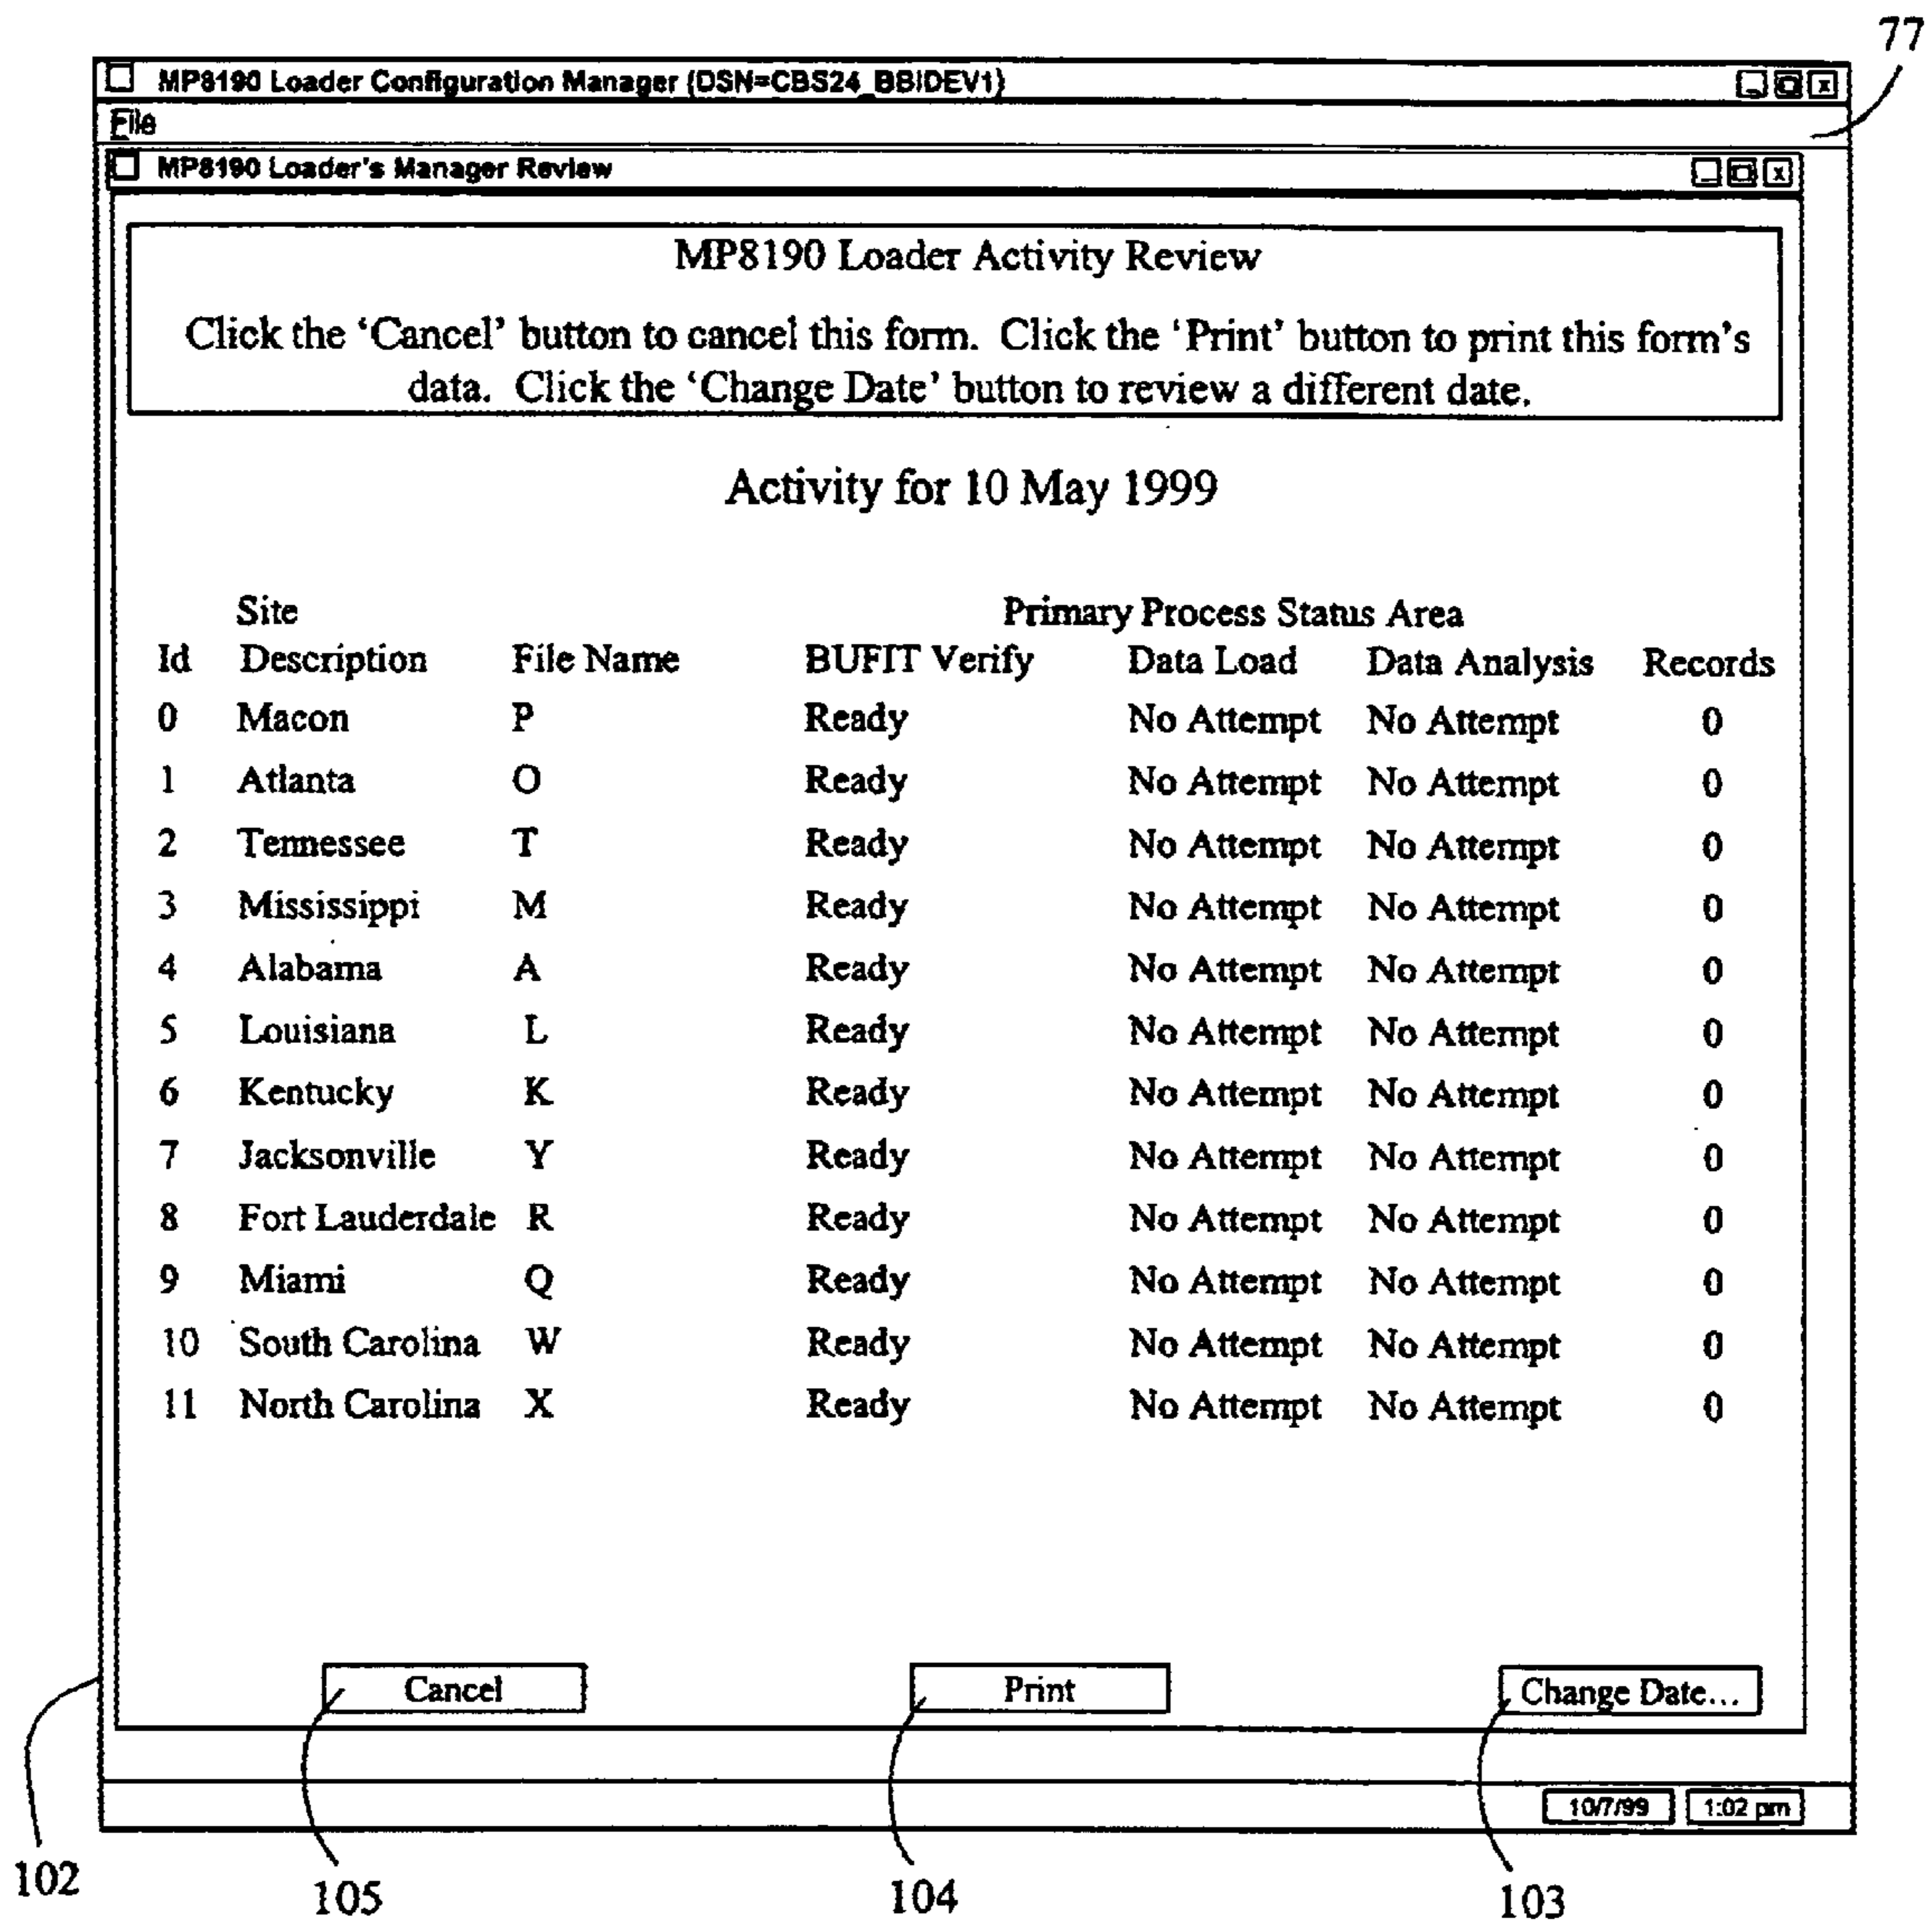 77
MP8190 Loader Configuration Manager (DSN=CBS24_BBIDEV1)
File
MP8190 Loader's Manager Review
MP8190 Loader Activity Review
Click the ‘Cancel’ button to cancel this form. Click the ‘Print’ button to print this form’s
data. Click the ‘Change Date’ button to review a different date.
Activity for 10 May 1999
Site Primary Process Status Area
Id Description File Name BUFIT Verify Data Load Data Analysis Records
0 Macon P Ready No Attempt No Attempt 0
1 Atlanta O Ready No Attempt No Attempt 0
2 Tennessee T Ready No Attempt No Attempt 0
3 Mississippi M Ready No Attempt No Attempt 0
4 Alabama A Ready No Attempt No Attempt 0
5 Louisiana L Ready No Attempt No Attempt 0
6 Kentucky K Ready No Attempt No Attempt 0
7 Jacksonville Y Ready No Attempt No Attempt 0
8 Fort Lauderdale R Ready No Attempt No Attempt 0
9 Miami Q Ready No Attempt No Attempt 0
10 South Carolina W Ready No Attempt No Attempt 0
11 North Carolina X Ready No Attempt No Attempt 0
Cancel Print Change Date...
10/7/99 1:02 pm
102 105 104 103